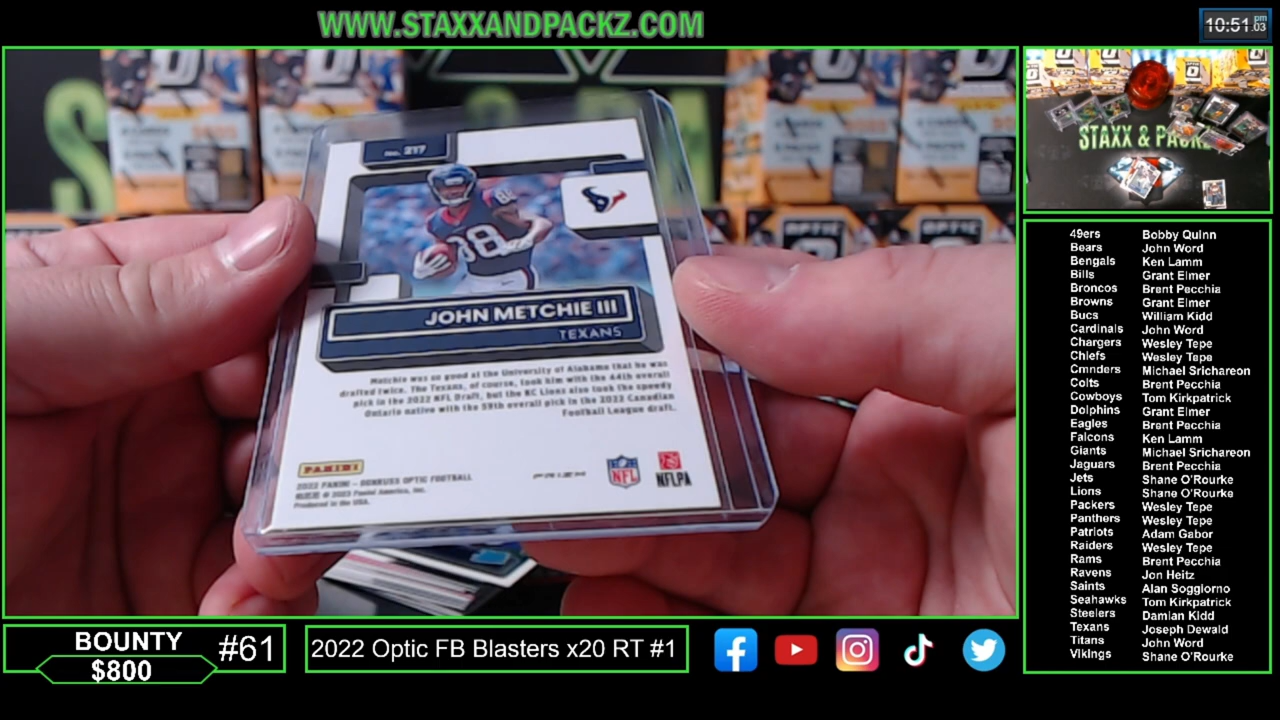 WWW.STAXXANDPACKZ.COM
10:51 pm .03
STAXX & PACKZ
No. 217
88
JOHN METCHIE III
TEXANS
Metchie was so good at the University of Alabama that he was
drafted twice. The Texans, of course, took him with the 44th overall
pick in the 2022 NFL Draft, but the BC Lions also took the speedy
Ontario native with the 59th overall pick in the 2022 Canadian
Football League draft.
PANINI
2022 PANINI - DONRUSS OPTIC FOOTBALL
© 2023 Panini America, Inc.
Produced in the USA.
NFL
NFLPA
49ers Bobby Quinn
Bears John Word
Bengals Ken Lamm
Bills Grant Elmer
Broncos Brent Pecchia
Browns Grant Elmer
Bucs William Kidd
Cardinals John Word
Chargers Wesley Tepe
Chiefs Wesley Tepe
Cmnders Michael Srichareon
Colts Brent Pecchia
Cowboys Tom Kirkpatrick
Dolphins Grant Elmer
Eagles Brent Pecchia
Falcons Ken Lamm
Giants Michael Srichareon
Jaguars Brent Pecchia
Jets Shane O'Rourke
Lions Shane O'Rourke
Packers Wesley Tepe
Panthers Wesley Tepe
Patriots Adam Gabor
Raiders Wesley Tepe
Rams Brent Pecchia
Ravens Jon Heitz
Saints Alan Soggiorno
Seahawks Tom Kirkpatrick
Steelers Damian Kidd
Texans Joseph Dewald
Titans John Word
Vikings Shane O'Rourke
BOUNTY
$800
#61
2022 Optic FB Blasters x20 RT #1